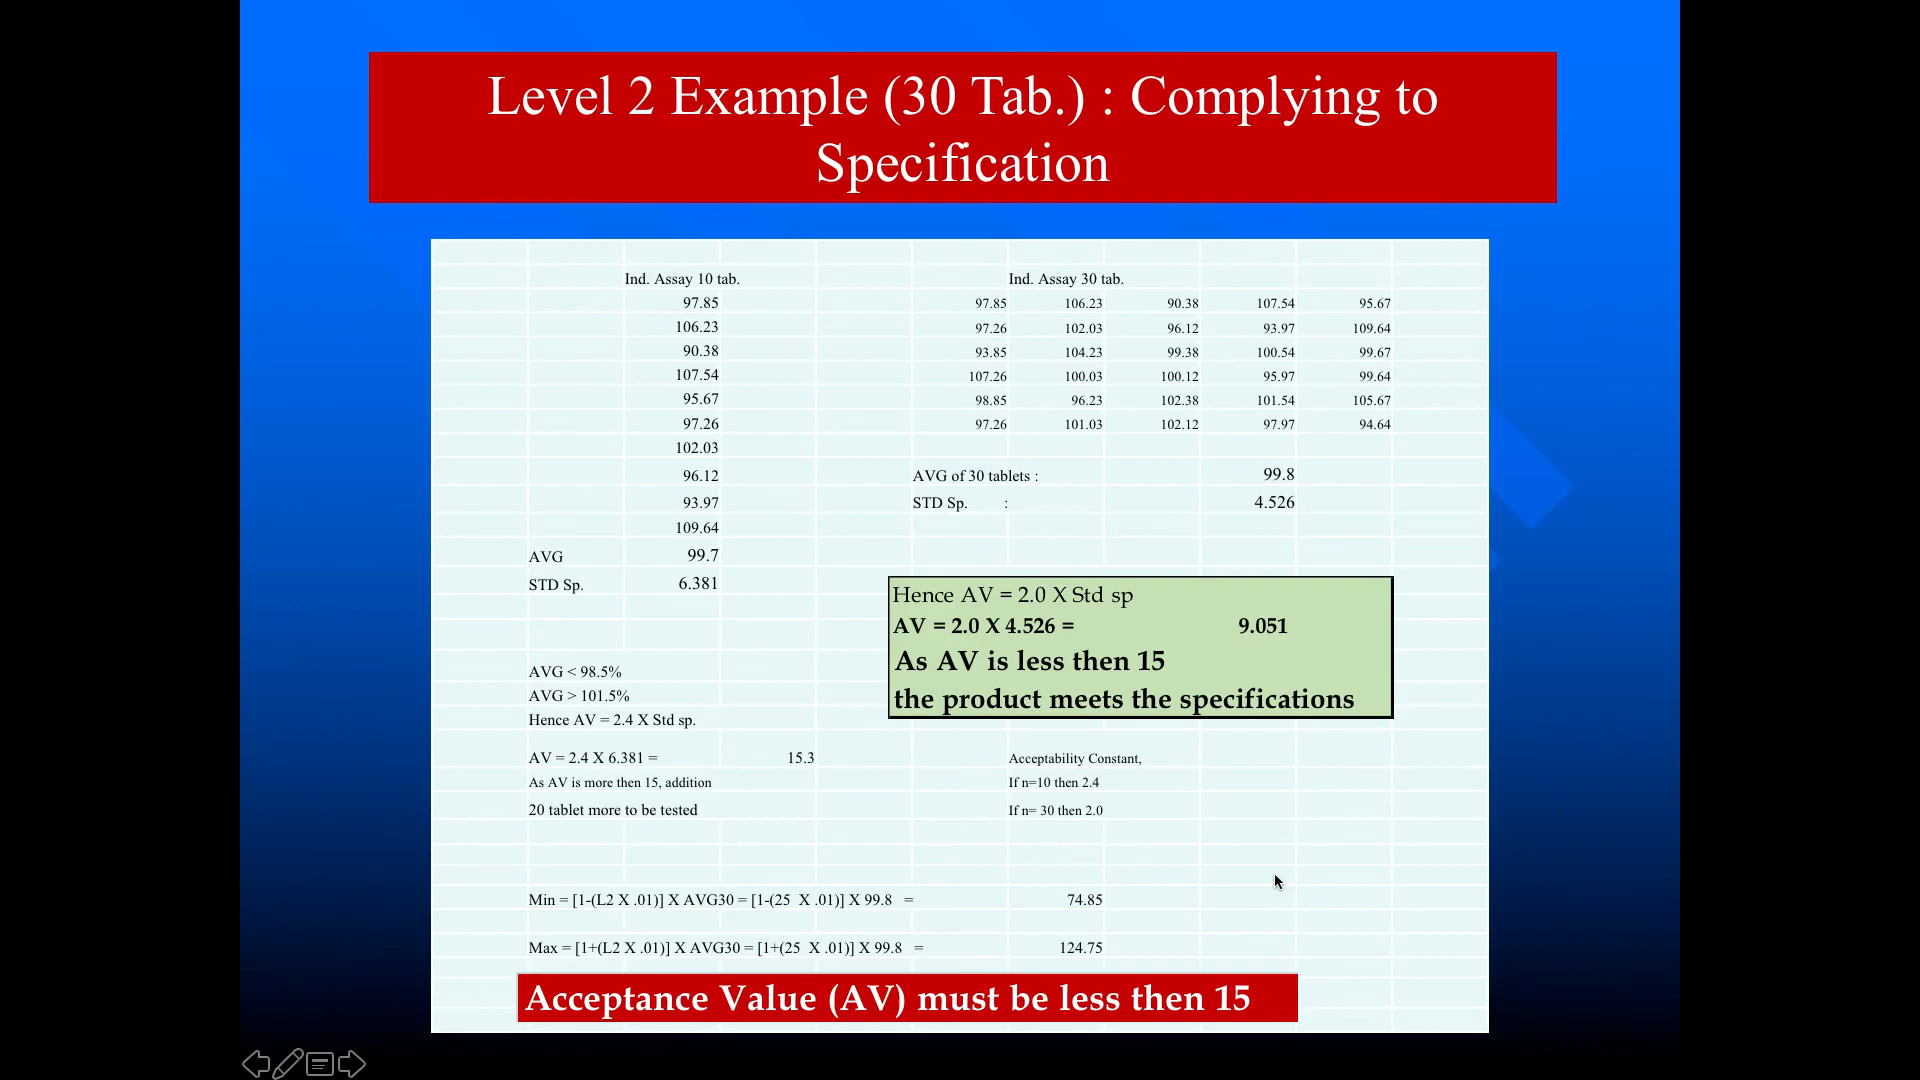 Level 2 Example (30 Tab.) : Complying to
Specification
Ind. Assay 10 tab.
97.85
106.23
90.38
107.54
95.67
97.26
102.03
96.12
93.97
109.64
AVG 99.7
STD Sp. 6.381
AVG < 98.5%
AVG > 101.5%
Hence AV = 2.4 X Std sp.
AV = 2.4 X 6.381 = 15.3
As AV is more then 15, addition
20 tablet more to be tested
Ind. Assay 30 tab.
97.85 106.23 90.38 107.54 95.67
97.26 102.03 96.12 93.97 109.64
93.85 104.23 99.38 100.54 99.67
107.26 100.03 100.12 95.97 99.64
98.85 96.23 102.38 101.54 105.67
97.26 101.03 102.12 97.97 94.64
AVG of 30 tablets : 99.8
STD Sp. : 4.526
Hence AV = 2.0 X Std sp
AV = 2.0 X 4.526 = 9.051
As AV is less then 15
the product meets the specifications
Acceptability Constant,
If n=10 then 2.4
If n= 30 then 2.0
Min = [1-(L2 X .01)] X AVG30 = [1-(25 X .01)] X 99.8 = 74.85
Max = [1+(L2 X .01)] X AVG30 = [1+(25 X .01)] X 99.8 = 124.75
Acceptance Value (AV) must be less then 15